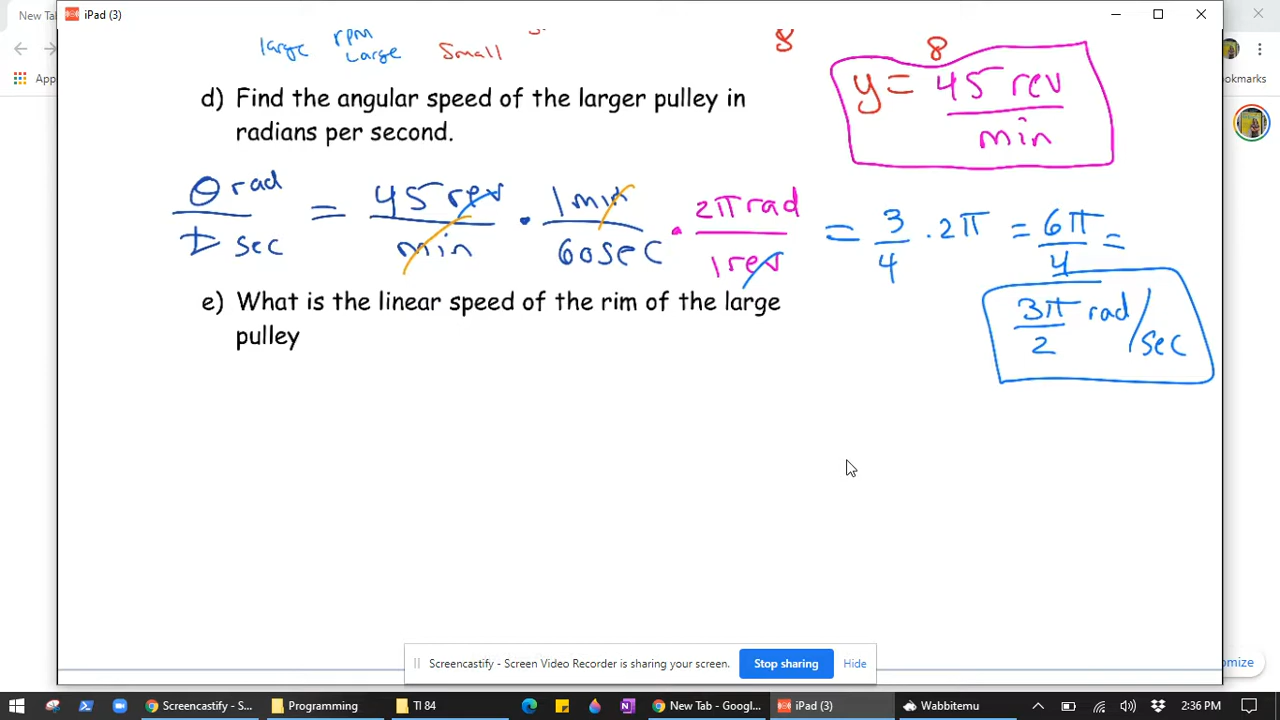 New Tab
iPad (3)
App
ookmarks
large rpm Large Small
8
8
y = 45 rev / min
d) Find the angular speed of the larger pulley in
radians per second.
θ rad / t sec = 45 rev / min · 1 min / 60 sec · 2π rad / 1 rev = 3/4 · 2π = 6π/4 =
3π/2 rad/sec
e) What is the linear speed of the rim of the large
pulley
Screencastify - Screen Video Recorder is sharing your screen.
Stop sharing
Hide
omize
Screencastify - S...
Programming
TI 84
New Tab - Googl...
iPad (3)
Wabbitemu
2:36 PM